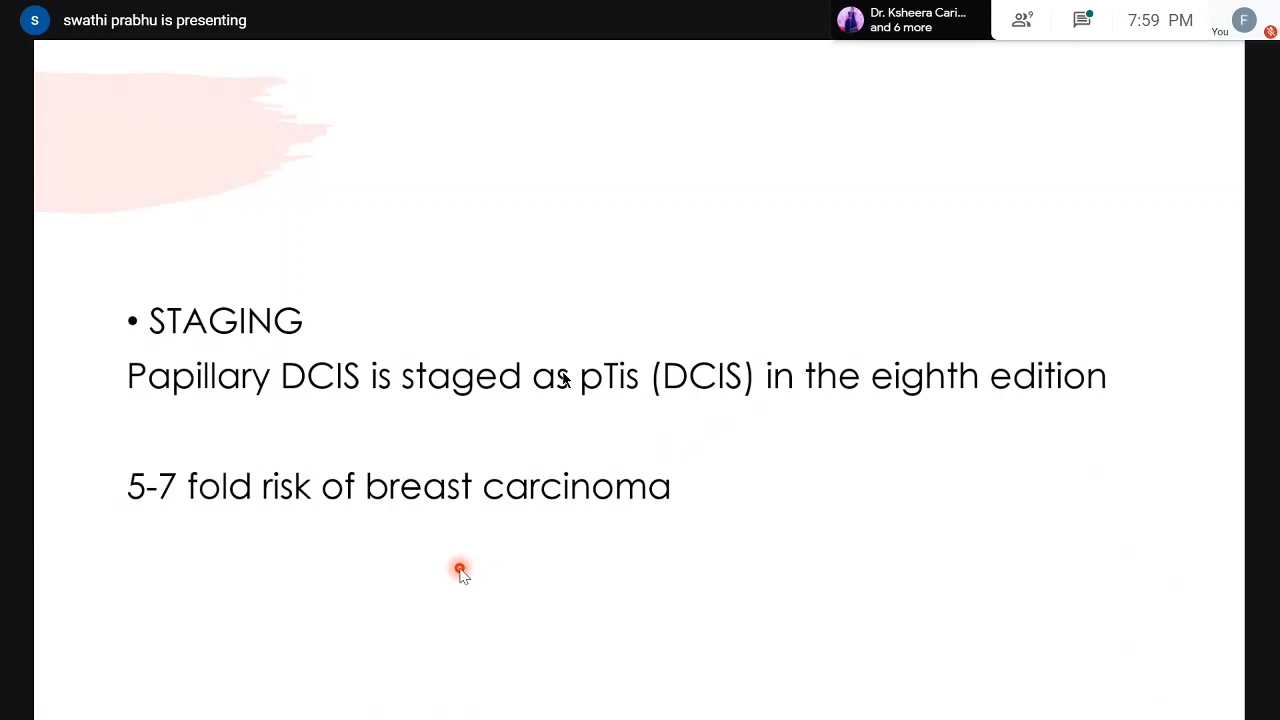 S swathi prabhu is presenting
Dr. Ksheera Cari...
and 6 more
9
7:59 PM
You
F
• STAGING
Papillary DCIS is staged as pTis (DCIS) in the eighth edition
5-7 fold risk of breast carcinoma